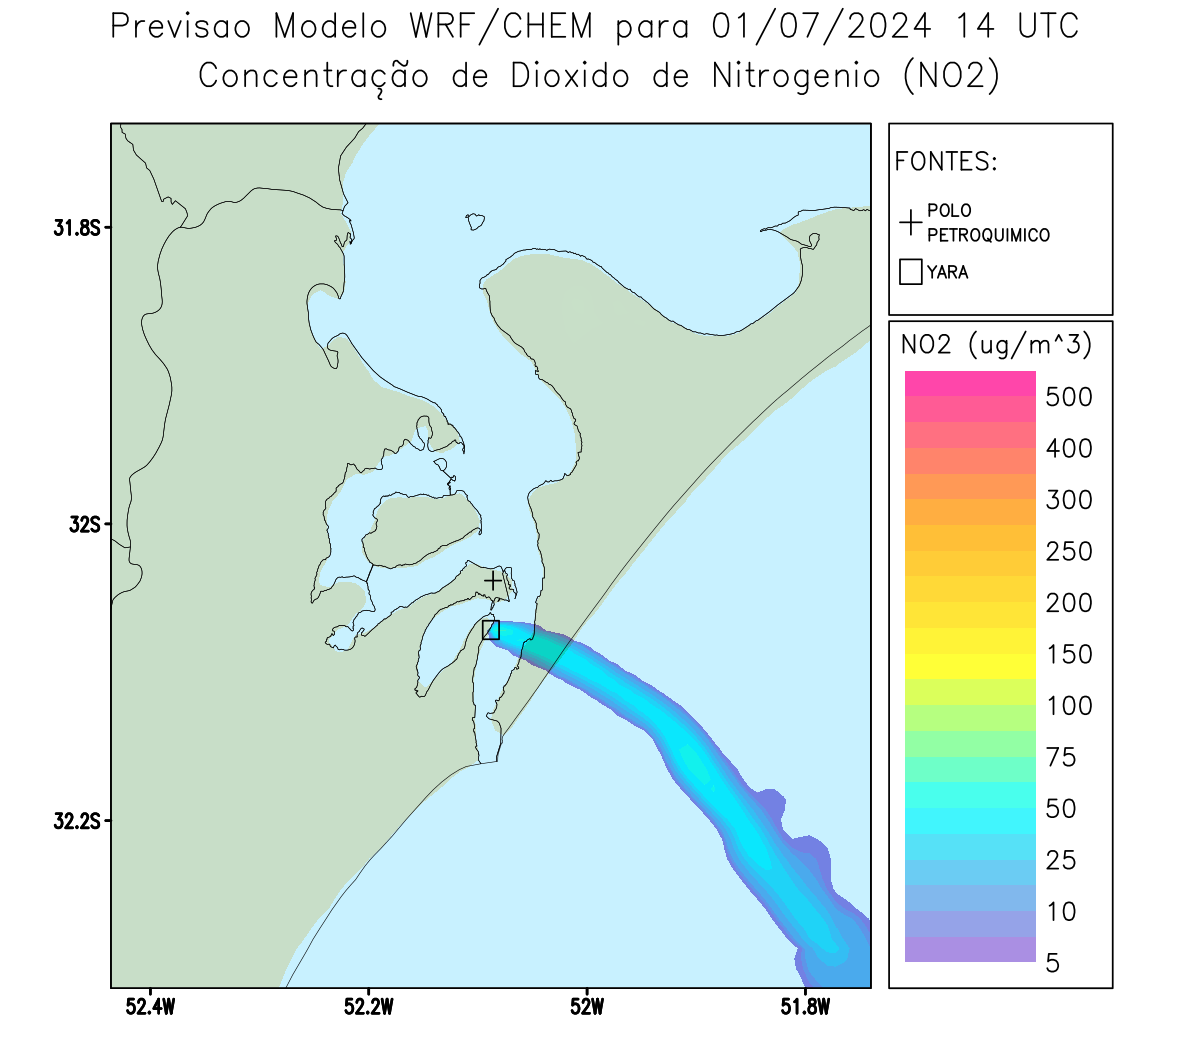 Previsao Modelo WRF/CHEM para 01/07/2024 14 UTC
Concentração de Dioxido de Nitrogenio (NO2)
FONTES:
POLO
PETROQUIMICO
YARA
NO2 (ug/m^3)
500
400
300
250
200
150
100
75
50
25
10
5
31.8S
32S
32.2S
52.4W
52.2W
52W
51.8W